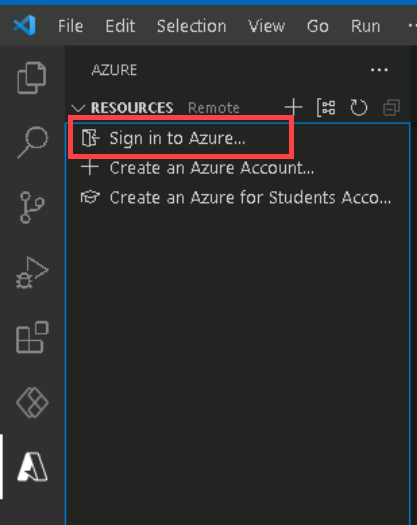 File Edit Selection View Go Run ...
AZURE ...
RESOURCES Remote
Sign in to Azure...
Create an Azure Account...
Create an Azure for Students Acco...